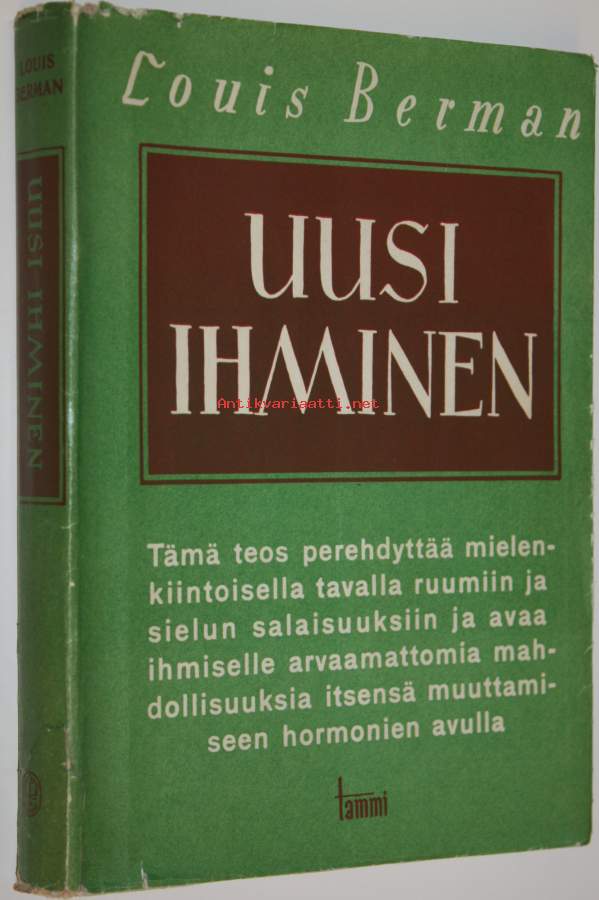 LOUIS
BERMAN
UUSI IHMINEN
Louis Berman
UUSI
IHMINEN
Antikvariaatti.net
Tämä teos perehdyttää mielen-
kiintoisella tavalla ruumiin ja
sielun salaisuuksiin ja avaa
ihmiselle arvaamattomia mah-
dollisuuksia itsensä muuttami-
seen hormonien avulla
tammi